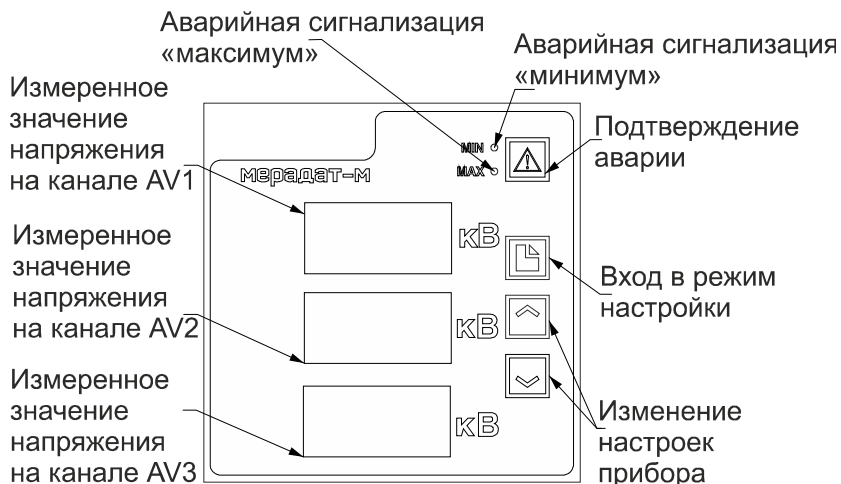 Аварийная сигнализация
«максимум»
Аварийная сигнализация
«минимум»
Измеренное
значение
напряжения
на канале AV1
MIN
MAX
Подтверждение
аварии
мерадат-м
кВ
Измеренное
значение
напряжения
на канале AV2
Вход в режим
настройки
кВ
Измеренное
значение
напряжения
на канале AV3
кВ
Изменение
настроек
прибора